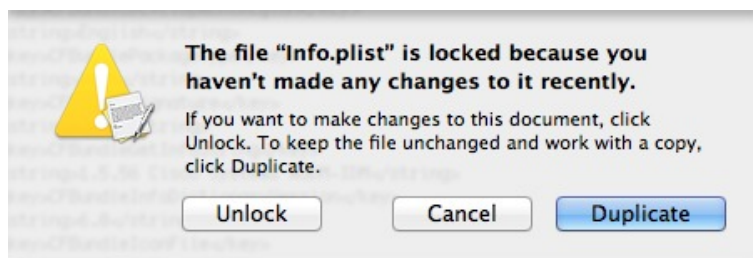 The file “Info.plist” is locked because you
haven't made any changes to it recently.
If you want to make changes to this document, click
Unlock. To keep the file unchanged and work with a copy,
click Duplicate.
Unlock
Cancel
Duplicate